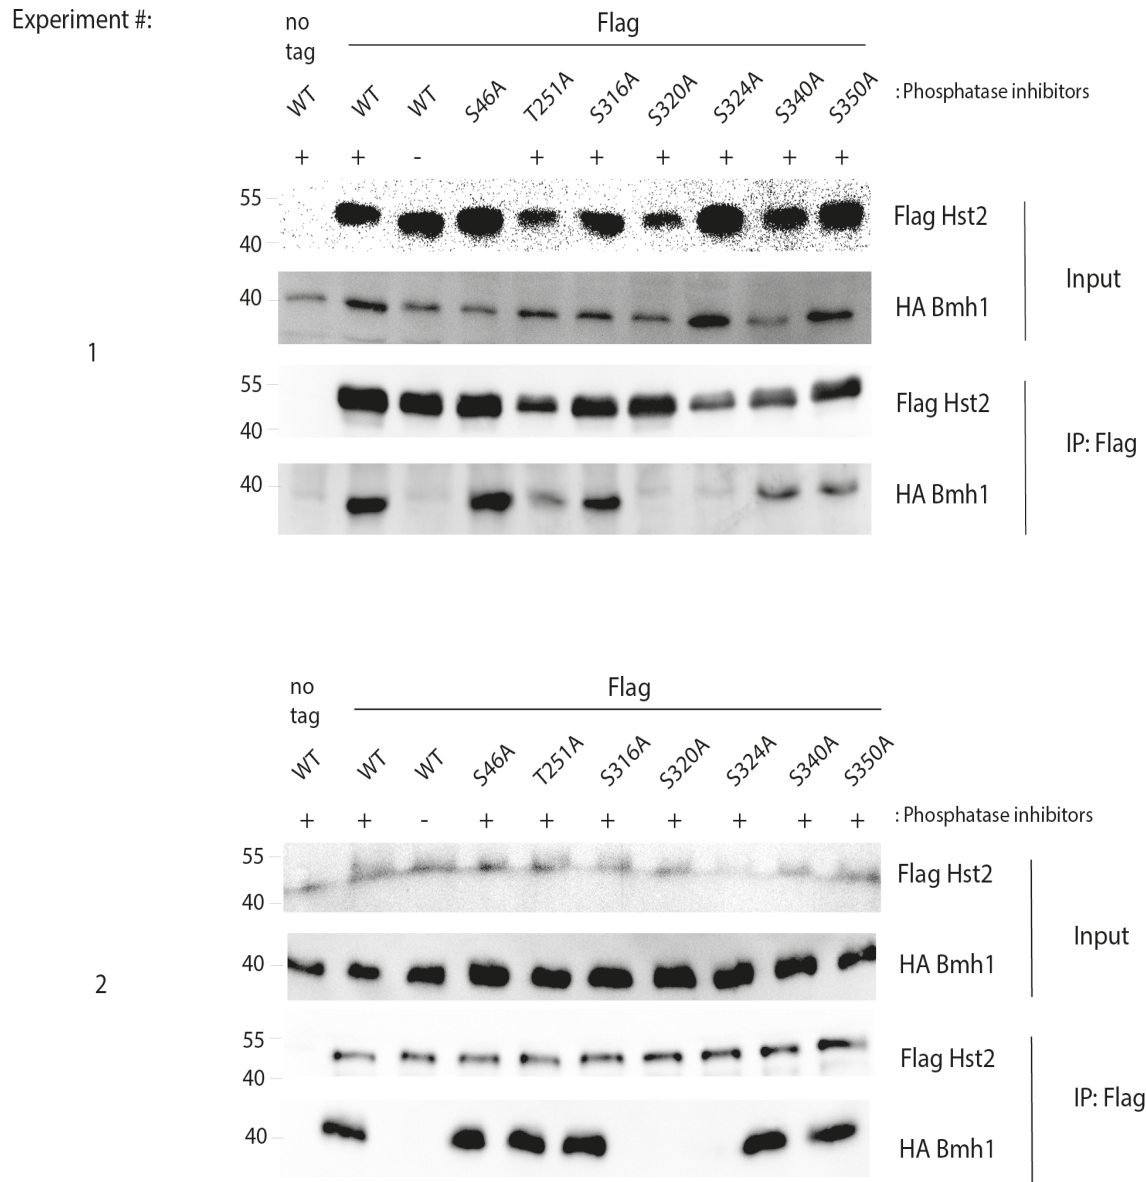 Experiment #:
no
tag
Flag
WT WT WT S46A T251A S316A S320A S324A S340A S350A
: Phosphatase inhibitors
+ + - + + + + + +
55
40
Flag Hst2
40
HA Bmh1
Input
1
55
40
Flag Hst2
40
HA Bmh1
IP: Flag
no
tag
Flag
WT WT WT S46A T251A S316A S320A S324A S340A S350A
+ + - + + + + + + +
: Phosphatase inhibitors
55
40
Flag Hst2
40
HA Bmh1
Input
2
55
40
Flag Hst2
40
HA Bmh1
IP: Flag